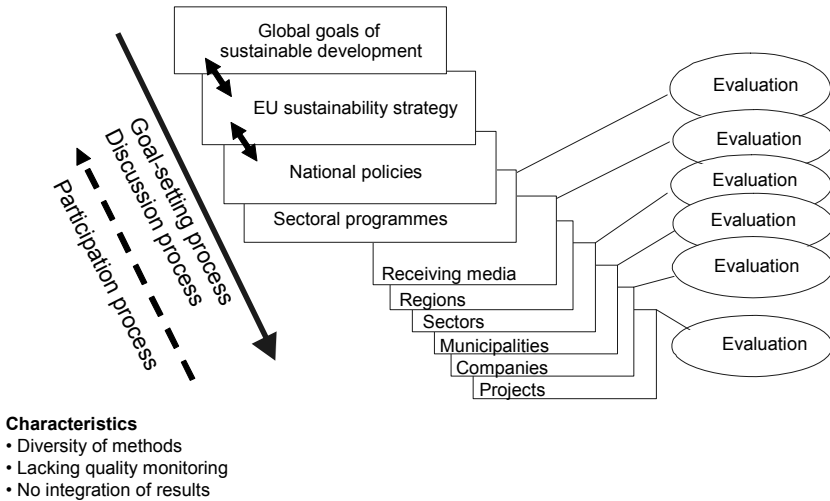 Global goals of
sustainable development
EU sustainability strategy
National policies
Sectoral programmes
Receiving media
Regions
Sectors
Municipalities
Companies
Projects
Evaluation
Evaluation
Evaluation
Evaluation
Evaluation
Evaluation
Goal-setting process
Discussion process
Participation process
Characteristics
• Diversity of methods
• Lacking quality monitoring
• No integration of results